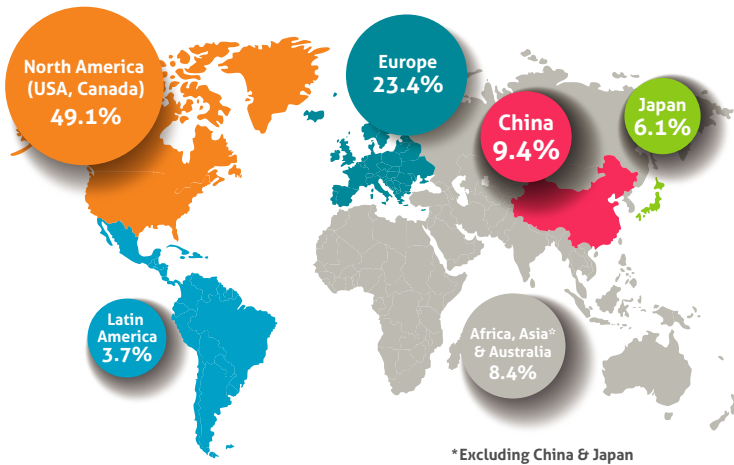 North America
(USA, Canada)
49.1%
Europe
23.4%
China
9.4%
Japan
6.1%
Latin
America
3.7%
Africa, Asia*
& Australia
8.4%
*Excluding China & Japan